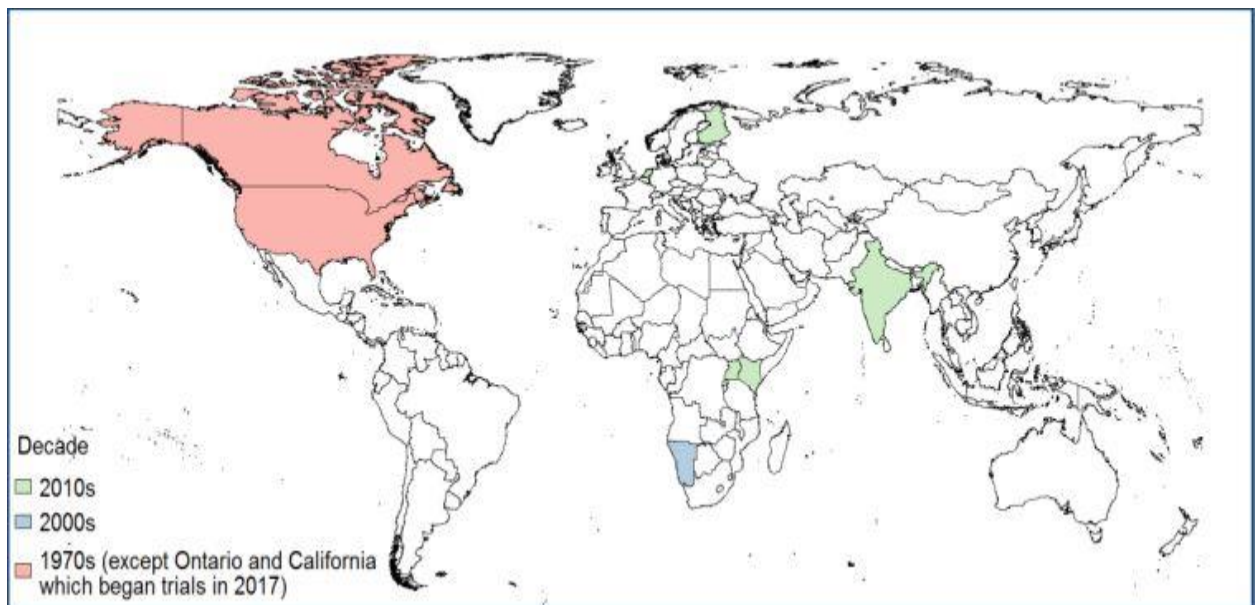 Decade
2010s
2000s
1970s (except Ontario and California
which began trials in 2017)